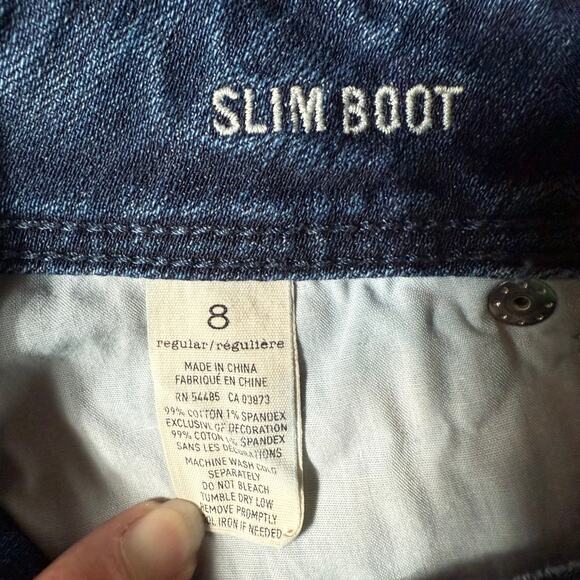 SLIM BOOT
8
regular/régulière
MADE IN CHINA
FABRIQUÉ EN CHINE
RN 54485 CA 03873
99% COTTON 1% SPANDEX
EXCLUSIVE OF DECORATION
99% COTON 1% SPANDEX
SANS LES DÉCORATIONS
MACHINE WASH COLD
SEPARATELY
DO NOT BLEACH
TUMBLE DRY LOW
REMOVE PROMPTLY
IRON IF NEEDED